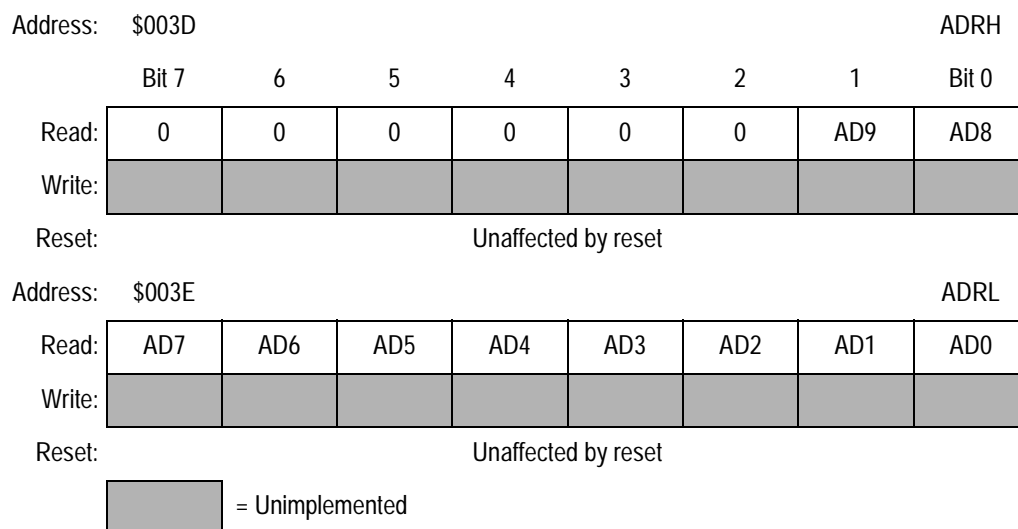 Address: $003D ADRH
Bit 7 6 5 4 3 2 1 Bit 0
Read: 0 0 0 0 0 0 AD9 AD8
Write:
Reset: Unaffected by reset
Address: $003E ADRL
Read: AD7 AD6 AD5 AD4 AD3 AD2 AD1 AD0
Write:
Reset: Unaffected by reset
= Unimplemented